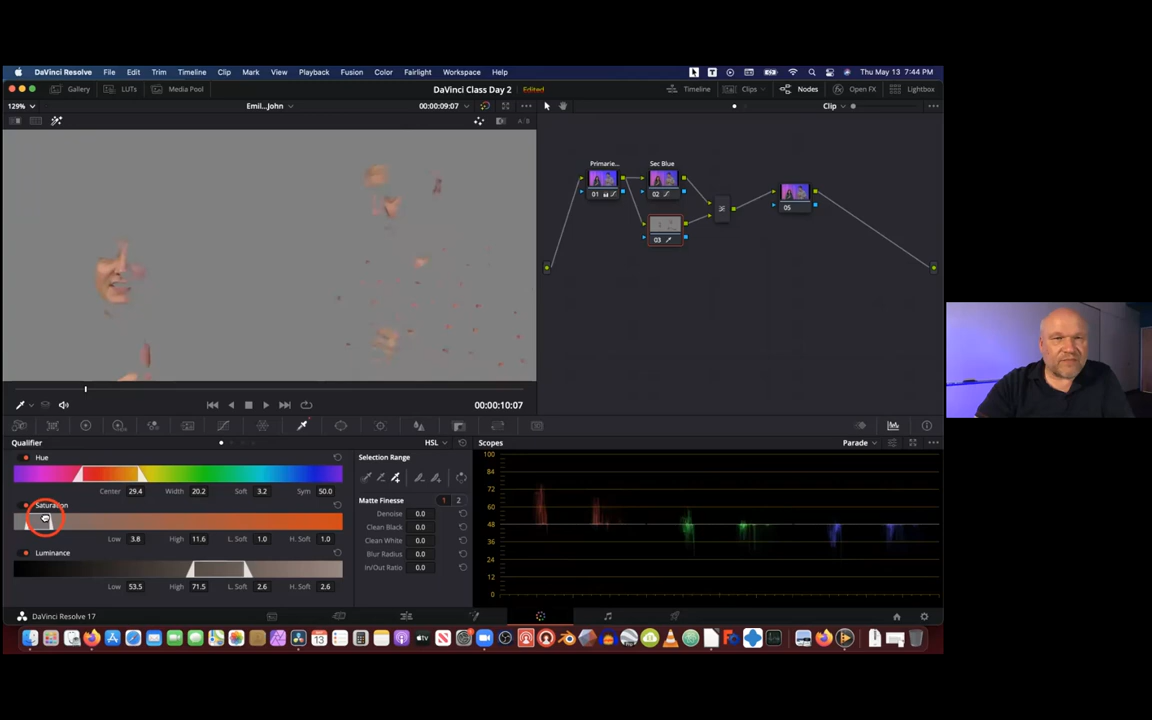 DaVinci Resolve File Edit Trim Timeline Clip Mark View Playback Fusion Color Fairlight Workspace Help Thu May 13 7:44 PM
Gallery LUTs Media Pool DaVinci Class Day 2 Edited Timeline Clips Nodes Open FX Lightbox
129% Emil...John 00:00:09:07 Clip
Primarie... Sec Blue
01 02
05
03
00:00:10:07
Qualifier HSL Scopes Parade
Hue Selection Range
Center 29.4 Width 20.2 Soft 3.2 Sym 50.0
Saturation
Low 3.8 High 11.6 L. Soft 1.0 H. Soft 1.0
Luminance
Low 53.5 High 71.5 L. Soft 2.6 H. Soft 2.6
Matte Finesse 1 2
Denoise 0.0
Clean Black 0.0
Clean White 0.0
Blur Radius 0.0
In/Out Ratio 0.0
100
84
72
60
48
36
24
12
0
DaVinci Resolve 17